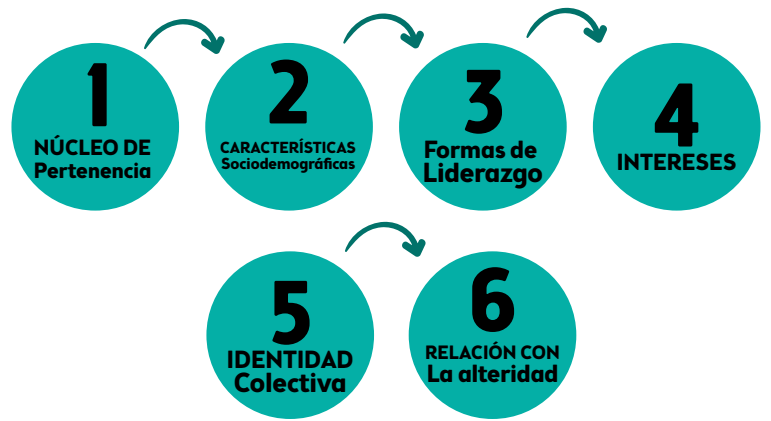 1
NÚCLEO DE
Pertenencia
2
CARACTERÍSTICAS
Sociodemográficas
3
Formas de
Liderazgo
4
INTERESES
5
IDENTIDAD
Colectiva
6
RELACIÓN CON
La alteridad